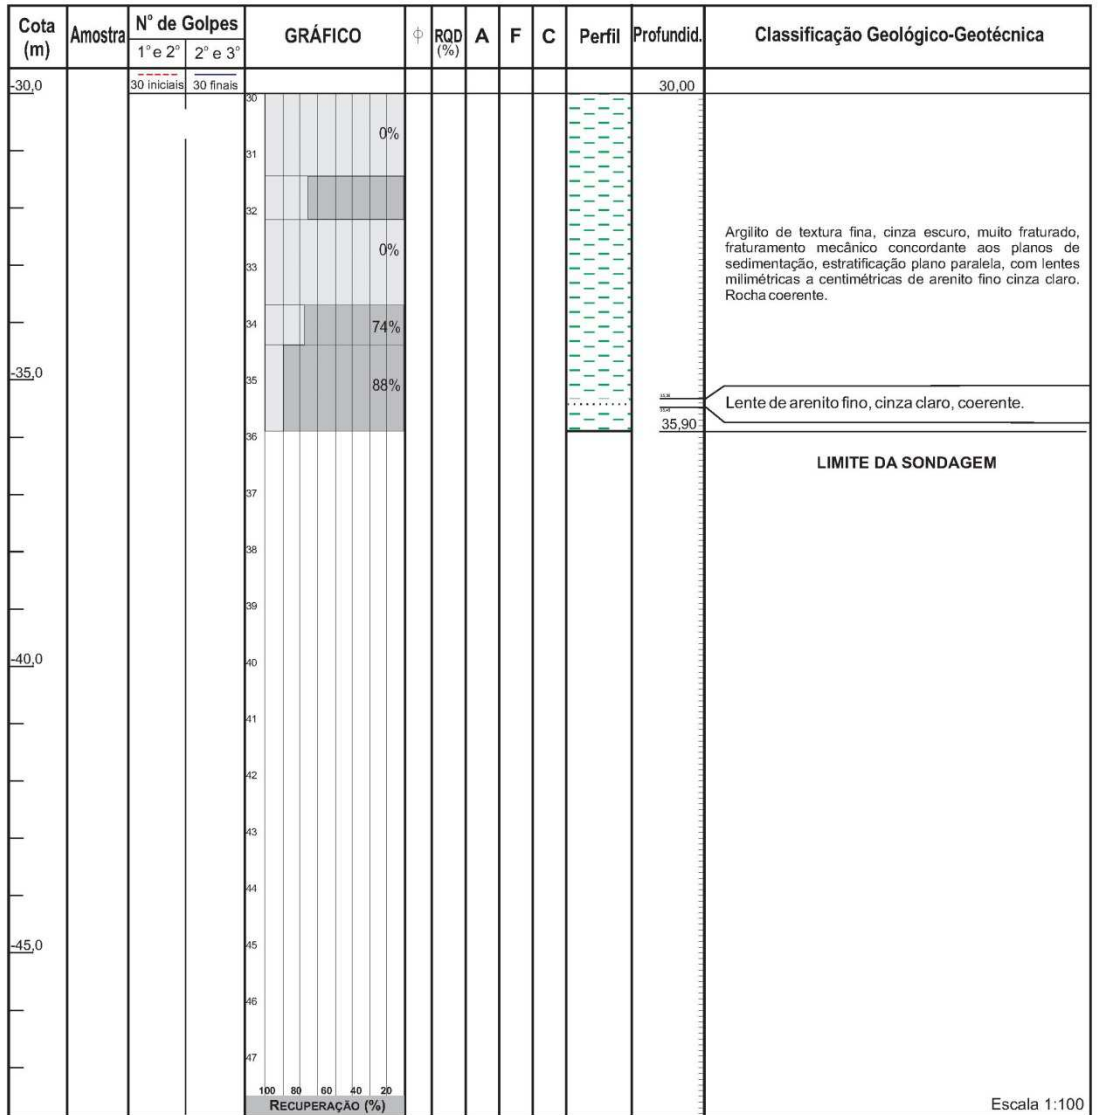 Cota
(m)
Amostra
N° de Golpes
1° e 2°
2° e 3°
30 iniciais
30 finais
GRÁFICO
ϕ
RQD
(%)
A
F
C
Perfil
Profundid.
Classificação Geológico-Geotécnica
-30,0
-35,0
-40,0
-45,0
30
31
32
33
34
35
36
37
38
39
40
41
42
43
44
45
46
47
0%
0%
74%
88%
100 80 60 40 20
RECUPERAÇÃO (%)
30,00
35,90
Argilito de textura fina, cinza escuro, muito fraturado,
fraturamento mecânico concordante aos planos de
sedimentação, estratificação plano paralela, com lentes
milimétricas a centimétricas de arenito fino cinza claro.
Rocha coerente.
Lente de arenito fino, cinza claro, coerente.
LIMITE DA SONDAGEM
Escala 1:100